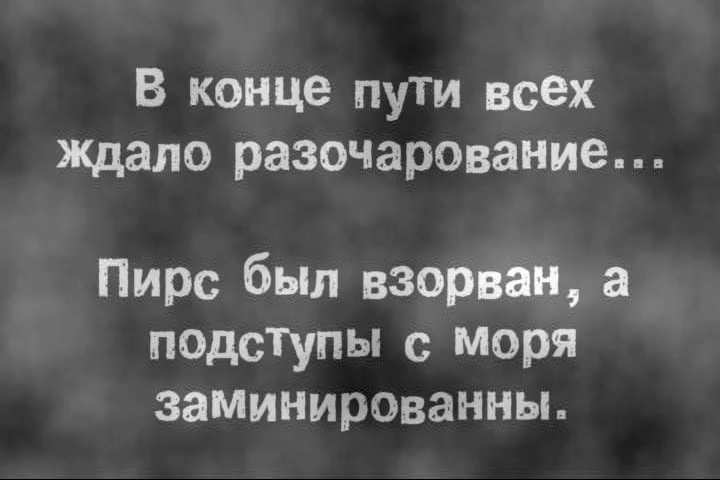 В конце пути всех
ждало разочарование...
Пирс был взорван, а
подступы с моря
заминированны.